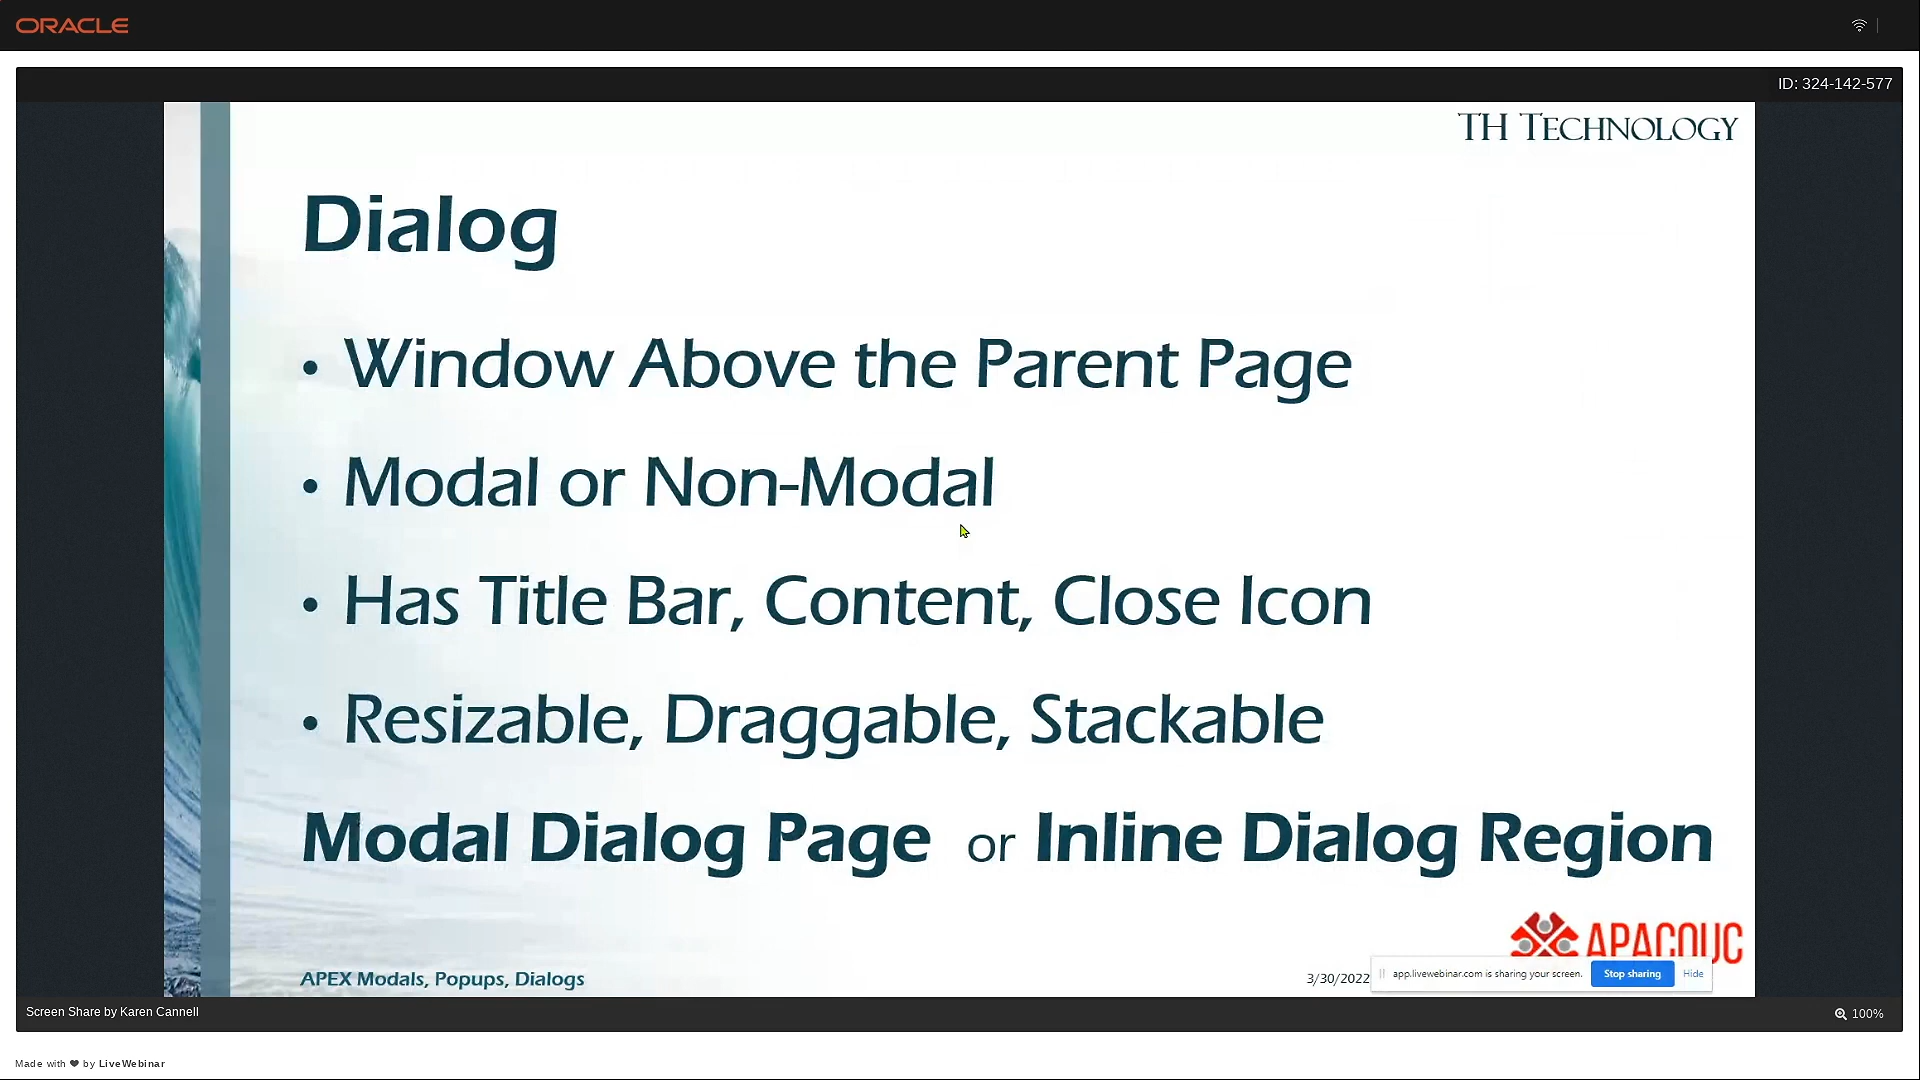 ORACLE
ID: 324-142-577
TH TECHNOLOGY
Dialog
• Window Above the Parent Page
• Modal or Non-Modal
• Has Title Bar, Content, Close Icon
• Resizable, Draggable, Stackable
Modal Dialog Page or Inline Dialog Region
APACOUC
APEX Modals, Popups, Dialogs
3/30/2022
app.livewebinar.com is sharing your screen.
Stop sharing
Hide
Screen Share by Karen Cannell
100%
Made with ❤ by LiveWebinar